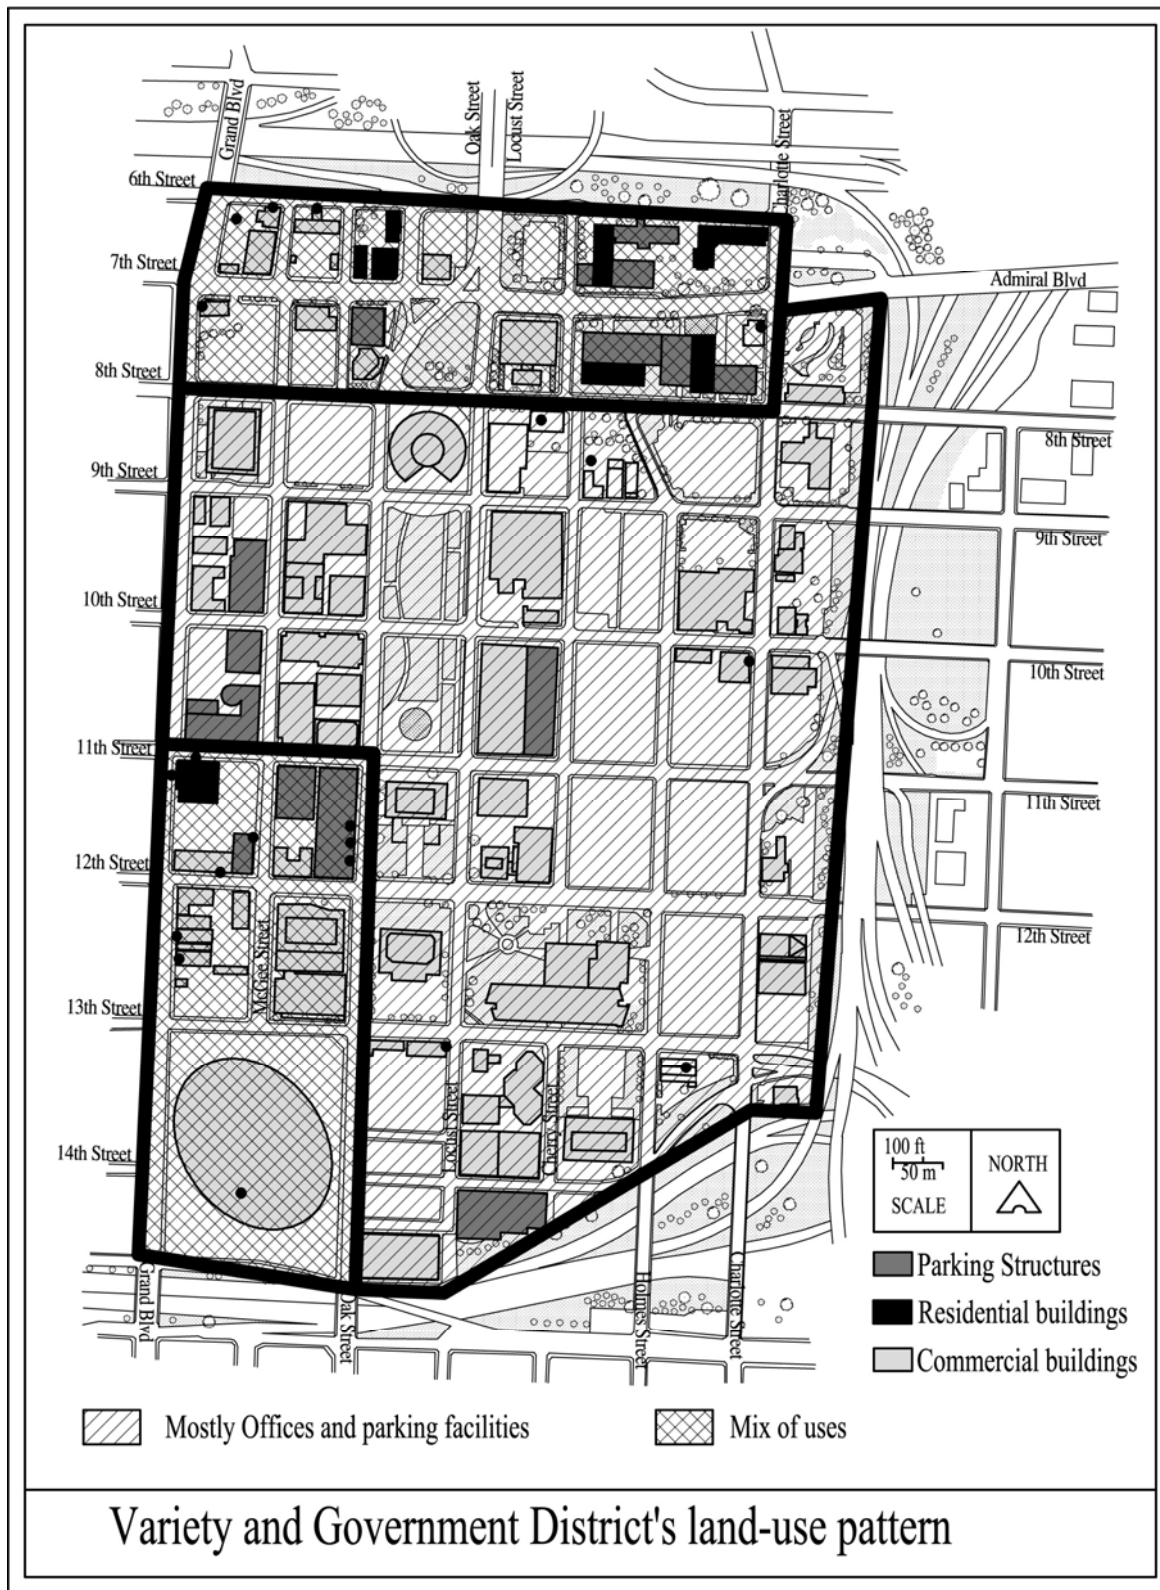 Grand Blvd
Oak Street
Locust Street
Charlotte Street
6th Street
7th Street
Admiral Blvd
8th Street
8th Street
9th Street
9th Street
10th Street
10th Street
11th Street
11th Street
12th Street
12th Street
McGee Street
13th Street
Locust Street
Cherry Street
14th Street
100 ft
50 m
SCALE
NORTH
Grand Blvd
Oak Street
Holmes Street
Charlotte Street
Parking Structures
Residential buildings
Commercial buildings
Mostly Offices and parking facilities
Mix of uses
Variety and Government District's land-use pattern